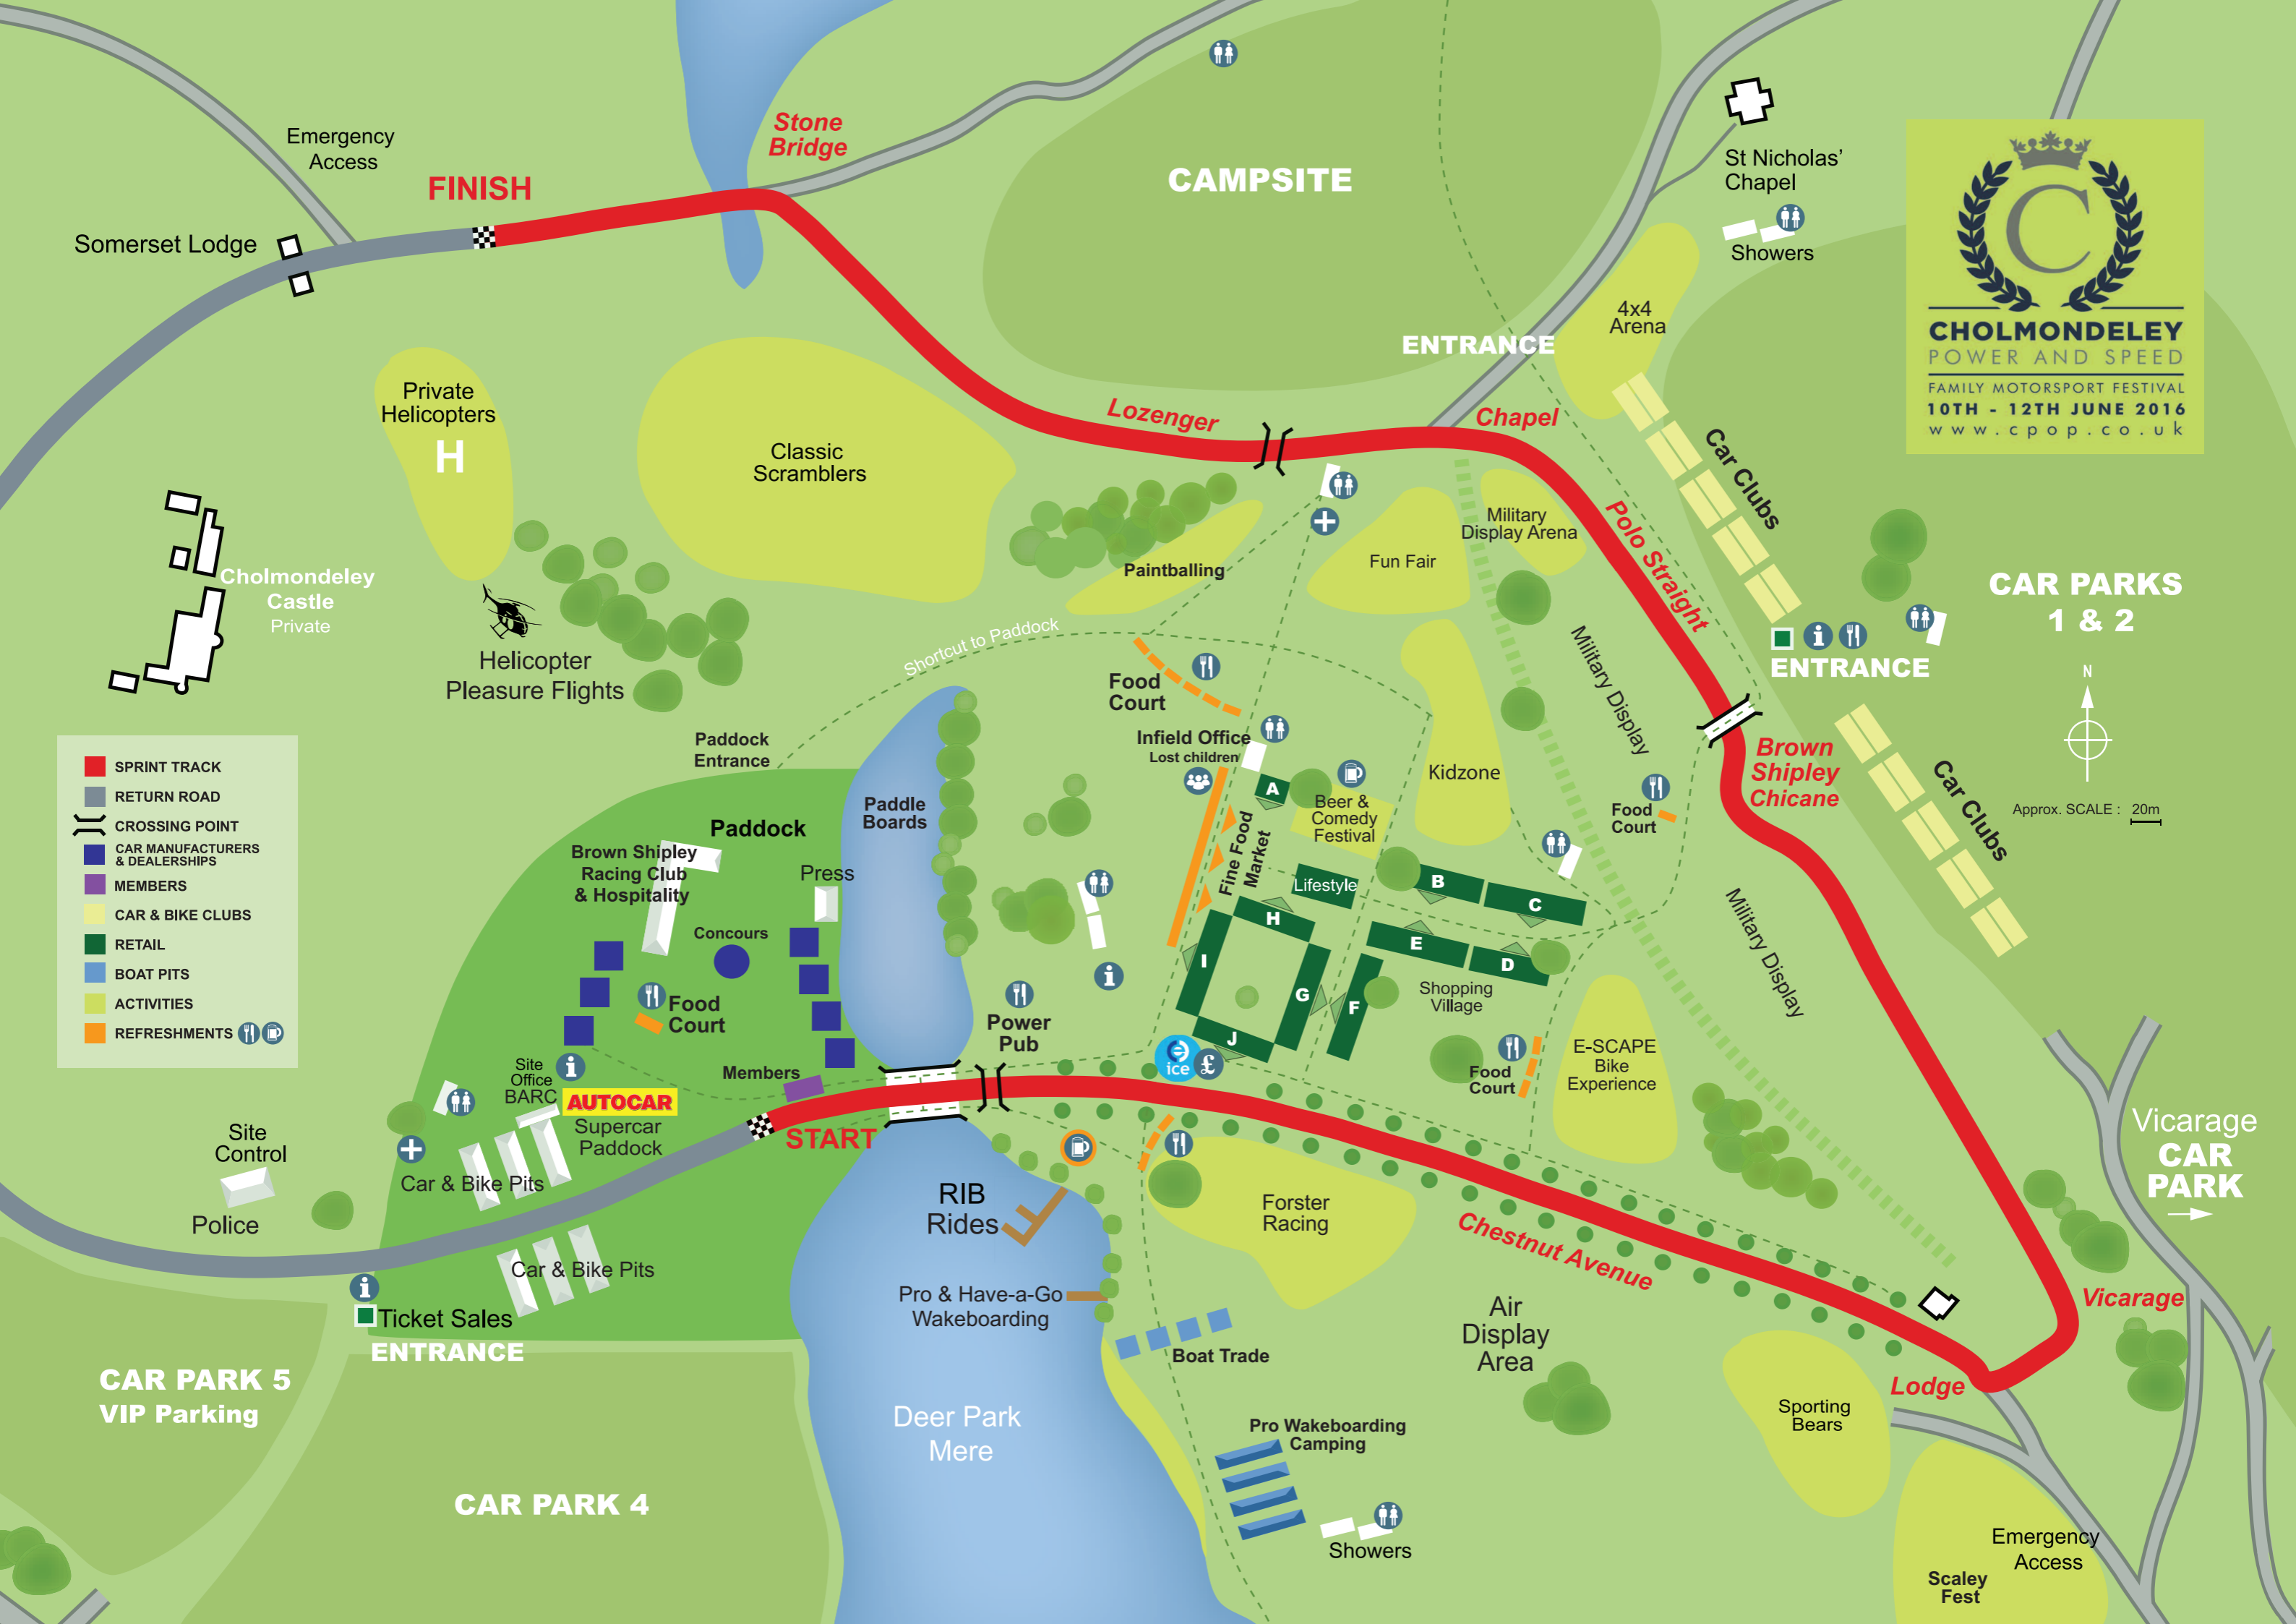 Emergency
Access
FINISH
Somerset Lodge
Stone
Bridge
CAMPSITE
St Nicholas’
Chapel
Showers
4x4
Arena
ENTRANCE
C
CHOLMONDELEY
POWER AND SPEED
FAMILY MOTORSPORT FESTIVAL
10TH - 12TH JUNE 2016
www.cpop.co.uk
Private
Helicopters
H
Classic
Scramblers
Lozenger
Chapel
Car Clubs
Polo Straight
Military
Display Arena
Fun Fair
Paintballing
Cholmondeley
Castle
Private
Helicopter
Pleasure Flights
Shortcut to Paddock
CAR PARKS
1 & 2
ENTRANCE
N
Approx. SCALE : 20m
Military Display
Food
Court
Infield Office
Lost children
Paddock
Entrance
Kidzone
Brown
Shipley
Chicane
Car Clubs
Food
Court
SPRINT TRACK
RETURN ROAD
CROSSING POINT
CAR MANUFACTURERS
& DEALERSHIPS
MEMBERS
CAR & BIKE CLUBS
RETAIL
BOAT PITS
ACTIVITIES
REFRESHMENTS
Paddle
Boards
Paddock
Brown Shipley
Racing Club
& Hospitality
Press
Concours
Food
Court
A
Beer &
Comedy
Festival
Fine Food
Market
Lifestyle
B
C
H
E
D
I
G
F
J
Shopping
Village
Military Display
i
Power
Pub
ice
£
Food
Court
E-SCAPE
Bike
Experience
Members
Site
Office
BARC
i
AUTOCAR
Supercar
Paddock
START
Site
Control
Police
Car & Bike Pits
Car & Bike Pits
i
Ticket Sales
ENTRANCE
CAR PARK 5
VIP Parking
CAR PARK 4
RIB
Rides
Pro & Have-a-Go
Wakeboarding
Forster
Racing
Chestnut Avenue
Vicarage
CAR
PARK
Vicarage
Lodge
Air
Display
Area
Boat Trade
Deer Park
Mere
Pro Wakeboarding
Camping
Showers
Sporting
Bears
Emergency
Access
Scaley
Fest
i